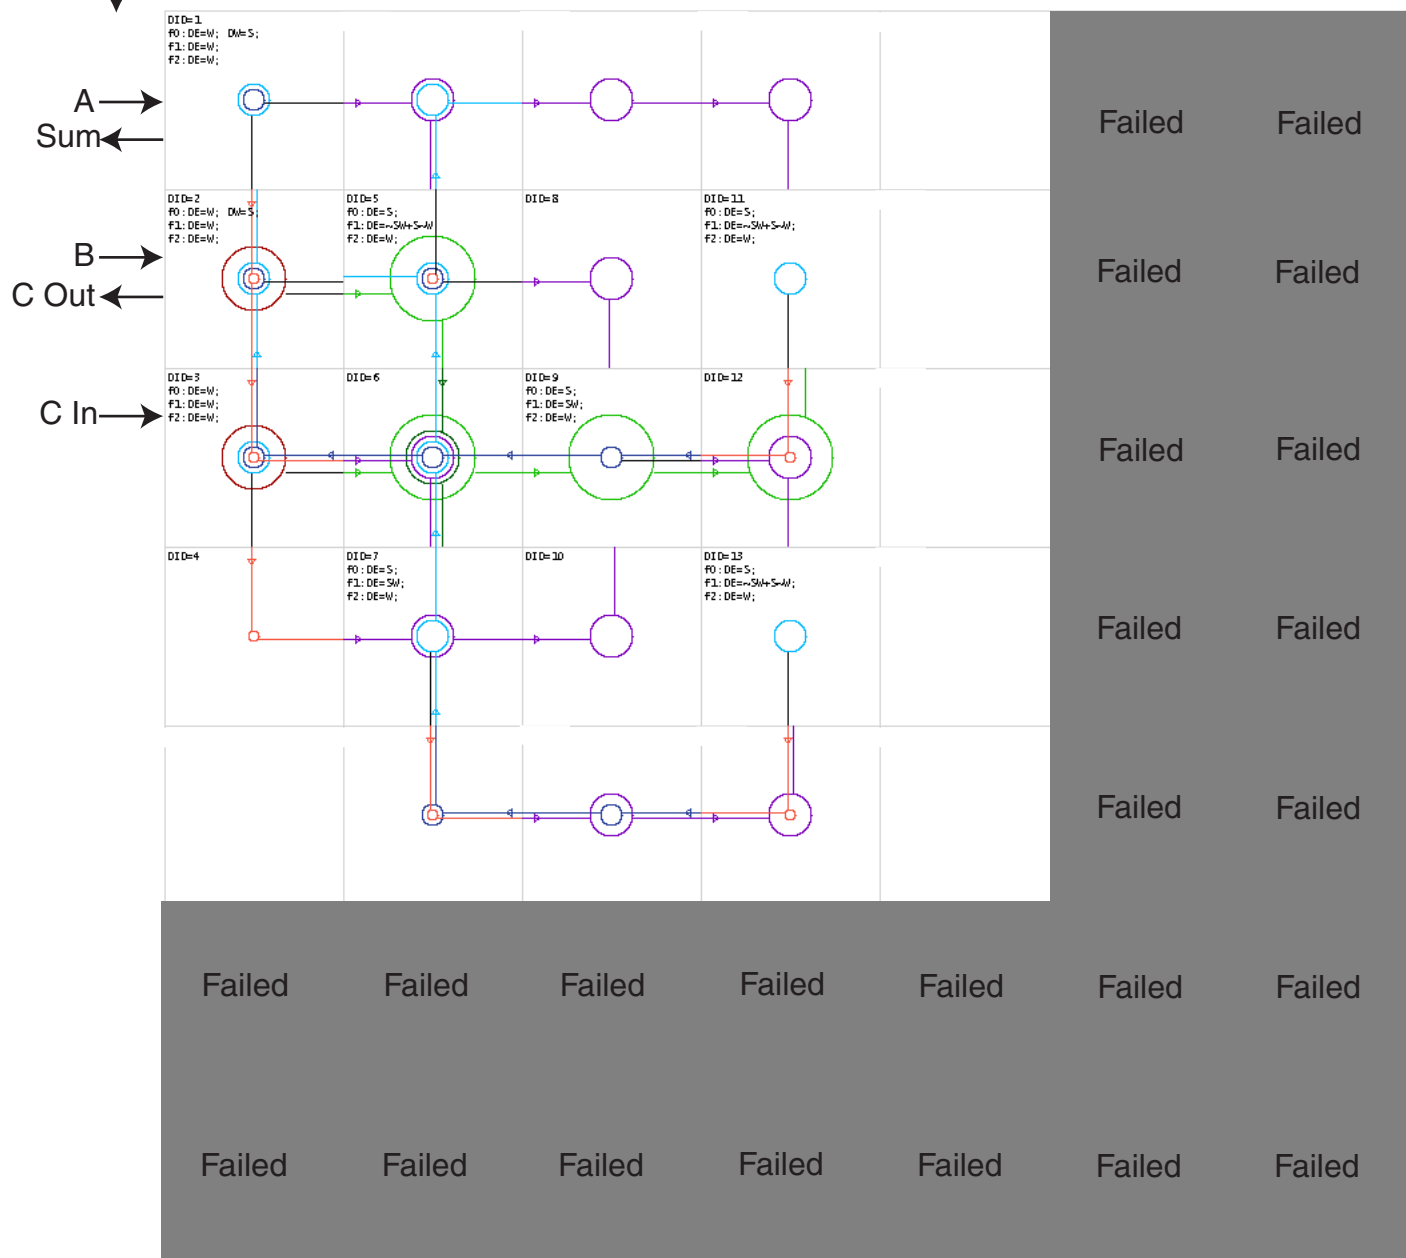 DID=1
f0:DE=W; DW=S;
f1:DE=W;
f2:DE=W;
A
Sum
Failed Failed
DID=2
f0:DE=W; DW=S;
f1:DE=W;
f2:DE=W;
DID=5
f0:DE=S;
f1:DE=~SW+S~W
f2:DE=W;
DID=8
DID=11
f0:DE=S;
f1:DE=~SW+S~W;
f2:DE=W;
B
C Out
Failed Failed
DID=3
f0:DE=W;
f1:DE=W;
f2:DE=W;
DID=6
DID=9
f0:DE=S;
f1:DE=SW;
f2:DE=W;
DID=12
C In
Failed Failed
DID=4
DID=7
f0:DE=S;
f1:DE=SW;
f2:DE=W;
DID=10
DID=13
f0:DE=S;
f1:DE=~SW+S~W;
f2:DE=W;
Failed Failed
Failed Failed
Failed Failed Failed Failed Failed Failed Failed
Failed Failed Failed Failed Failed Failed Failed